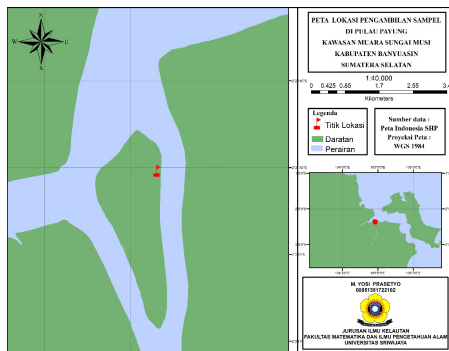 PETA LOKASI PENGAMBILAN SAMPEL
DI PULAU PAYUNG
KAWASAN MUARA SUNGAI MUSI
KABUPATEN BANYUASIN
SUMATERA SELATAN
N
W
E
S
1:40,000
0 0.425 0.85 1.7 2.55 3.4
Kilometers
Legenda
Titik Lokasi
Daratan
Perairan
Sumber data :
Peta Indonesia SHP
Proyeksi Peta :
WGS 1984
M. YOSI PRASETYO
08051381722102
JURUSAN ILMU KELAUTAN
FAKULTAS MATEMATIKA DAN ILMU PENGETAHUAN ALAM
UNIVERSITAS SRIWIJAYA